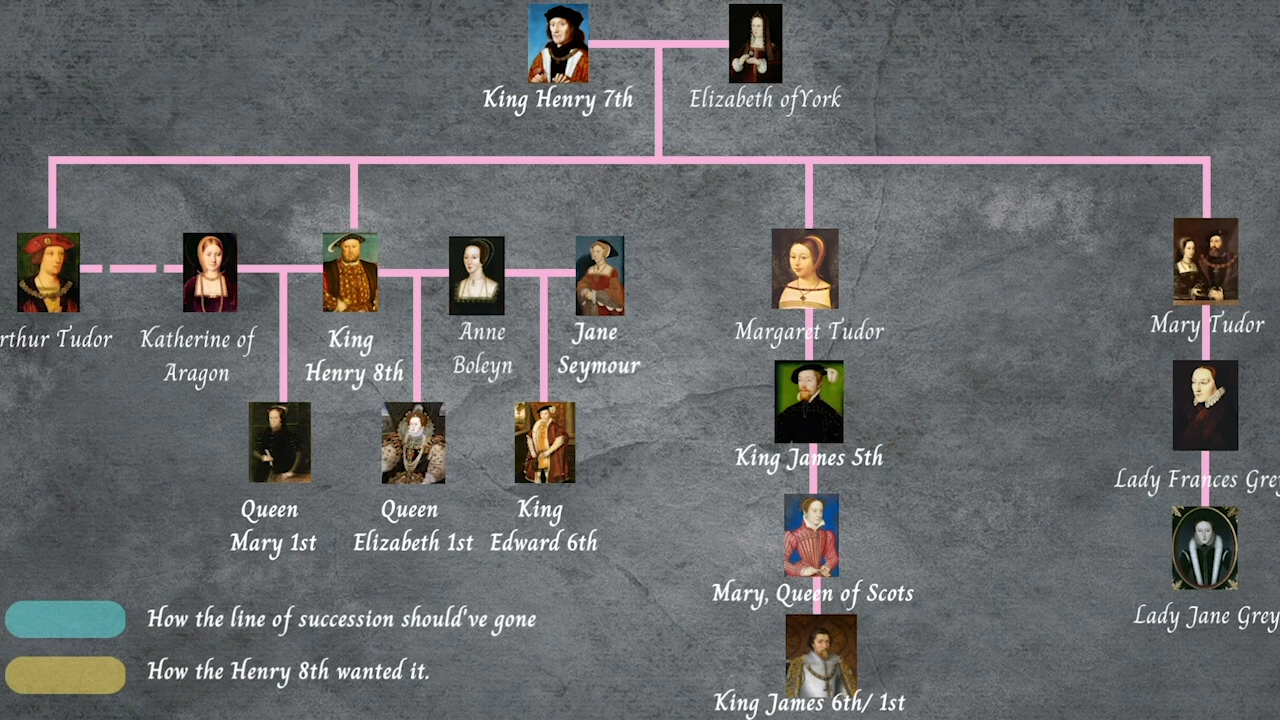 King Henry 7th
Elizabeth ofYork
rthur Tudor
Katherine of
Aragon
King
Henry 8th
Anne
Boleyn
Jane
Seymour
Margaret Tudor
Mary Tudor
King James 5th
Lady Frances Grey
Queen
Mary 1st
Queen
Elizabeth 1st
King
Edward 6th
Mary, Queen of Scots
Lady Jane Grey
How the line of succession should've gone
How the Henry 8th wanted it.
King James 6th/ 1st